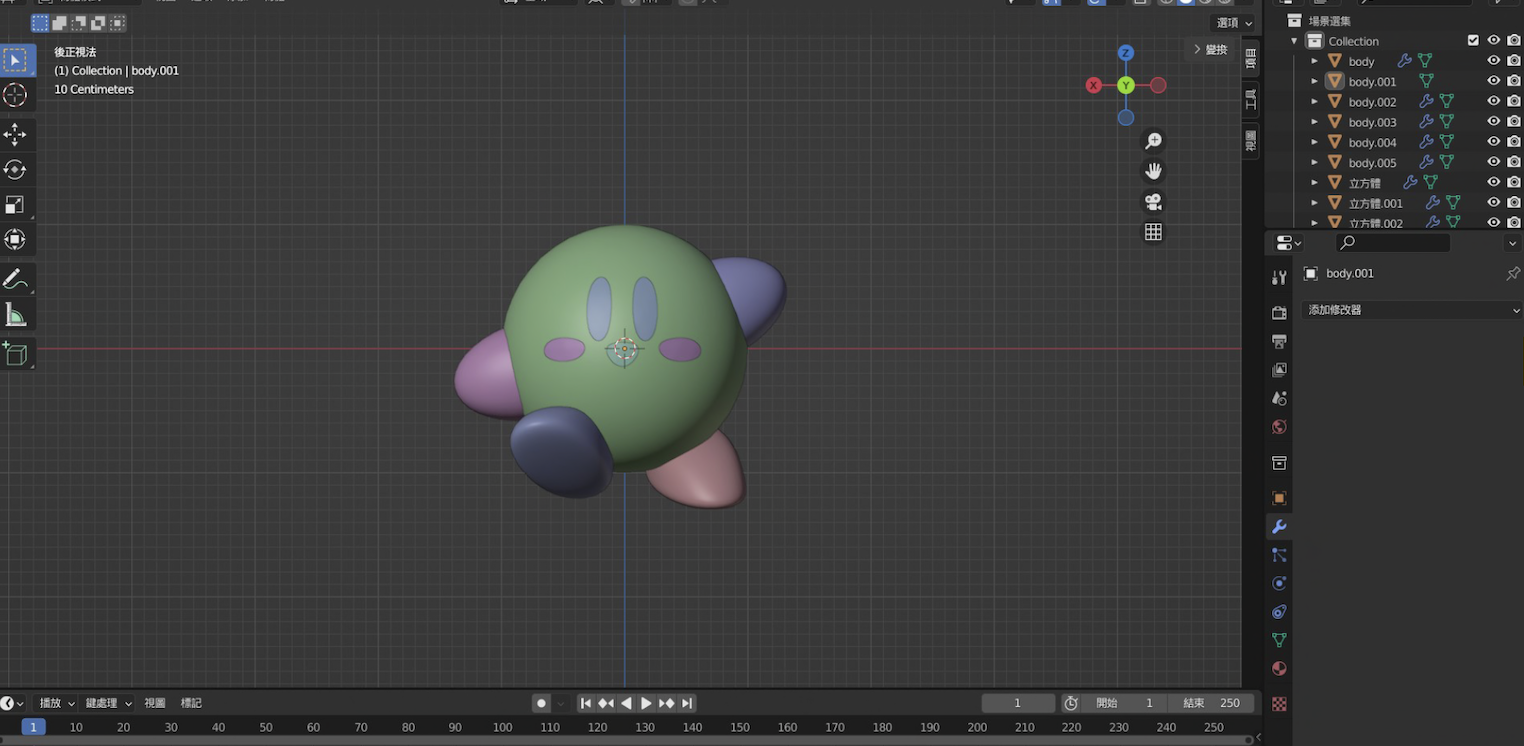 選項
後正視法
(1) Collection | body.001
10 Centimeters
變換
Z
X
Y
項目
工具
場景選集
Collection
body
body.001
body.002
body.003
body.004
body.005
立方體
立方體.001
立方體.002
body.001
添加修改器
播放
鍵處理
視圖
標記
1
開始 1
結束 250
1 10 20 30 40 50 60 70 80 90 100 110 120 130 140 150 160 170 180 190 200 210 220 230 240 250